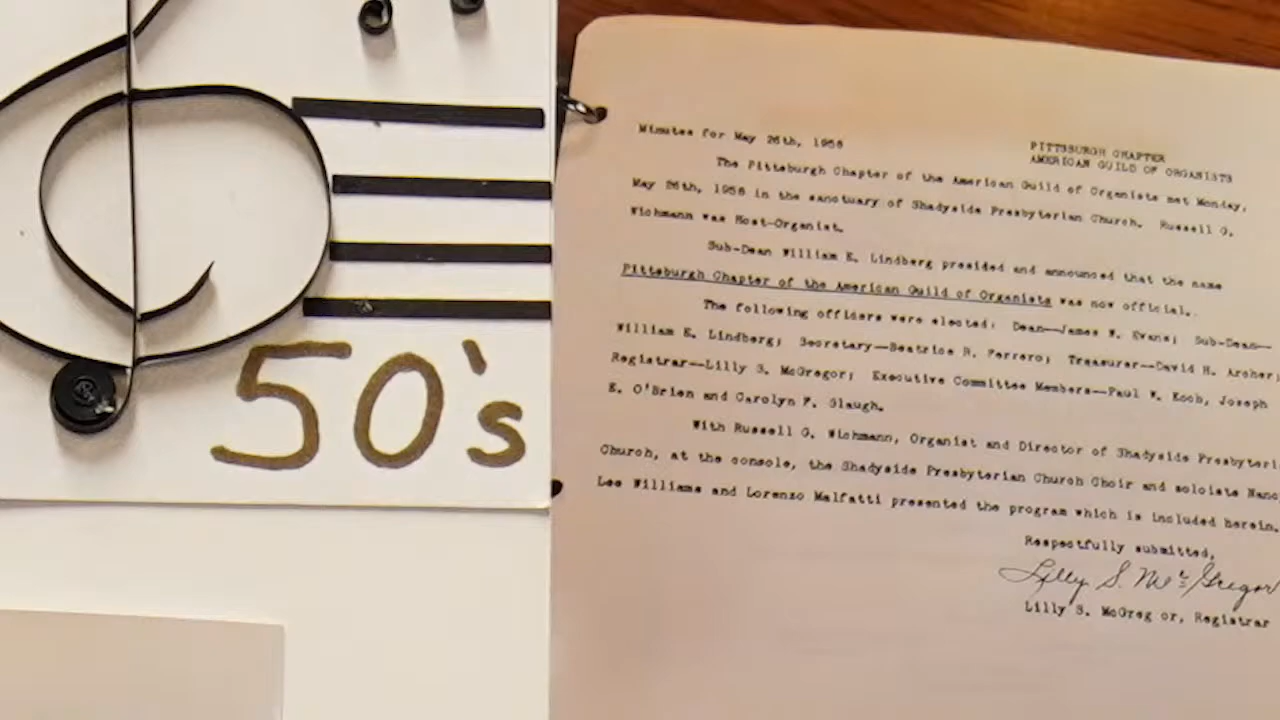 50's
Minutes for May 26th, 1958
PITTSBURGH CHAPTER
AMERICAN GUILD OF ORGANISTS
The Pittsburgh Chapter of the American Guild of Organists met Monday,
May 26th, 1958 in the sanctuary of Shadyside Presbyterian Church. Russell G.
Wichmann was Host-Organist.
Sub-Dean William E. Lindberg presided and announced that the name
Pittsburgh Chapter of the American Guild of Organists was now official.
The following officers were elected: Dean--James W. Evans; Sub-Dean--
William E. Lindberg; Secretary--Beatrice R. Ferrero; Treasurer--David H. Archer;
Registrar--Lilly S. McGregor; Executive Committee Members--Paul W. Koch, Joseph
E. O'Brien and Carolyn F. Slaugh.
With Russell G. Wichmann, Organist and Director of Shadyside Presbyteri
Church, at the console, the Shadyside Presbyterian Church Choir and soloists Nanc
Lee Williams and Lorenzo Malfatti presented the program which is included herein.
Respectfully submitted,
Lilly S. McGregor
Lilly S. McGreg or, Registrar